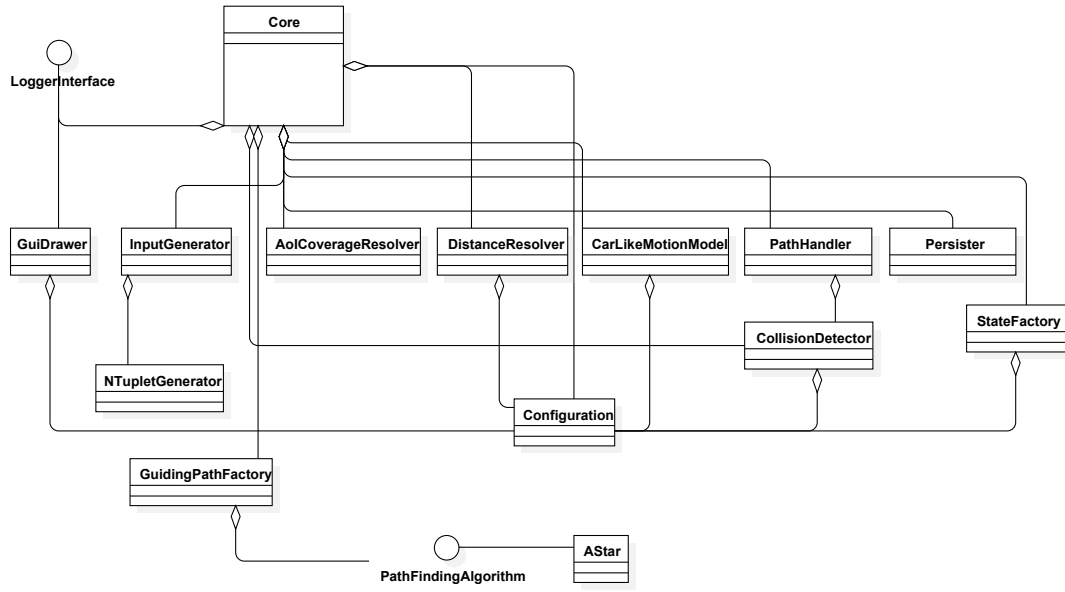 Core
LoggerInterface
GuiDrawer
InputGenerator
AoICoverageResolver
DistanceResolver
CarLikeMotionModel
PathHandler
Persister
StateFactory
CollisionDetector
NTupletGenerator
Configuration
GuidingPathFactory
AStar
PathFindingAlgorithm